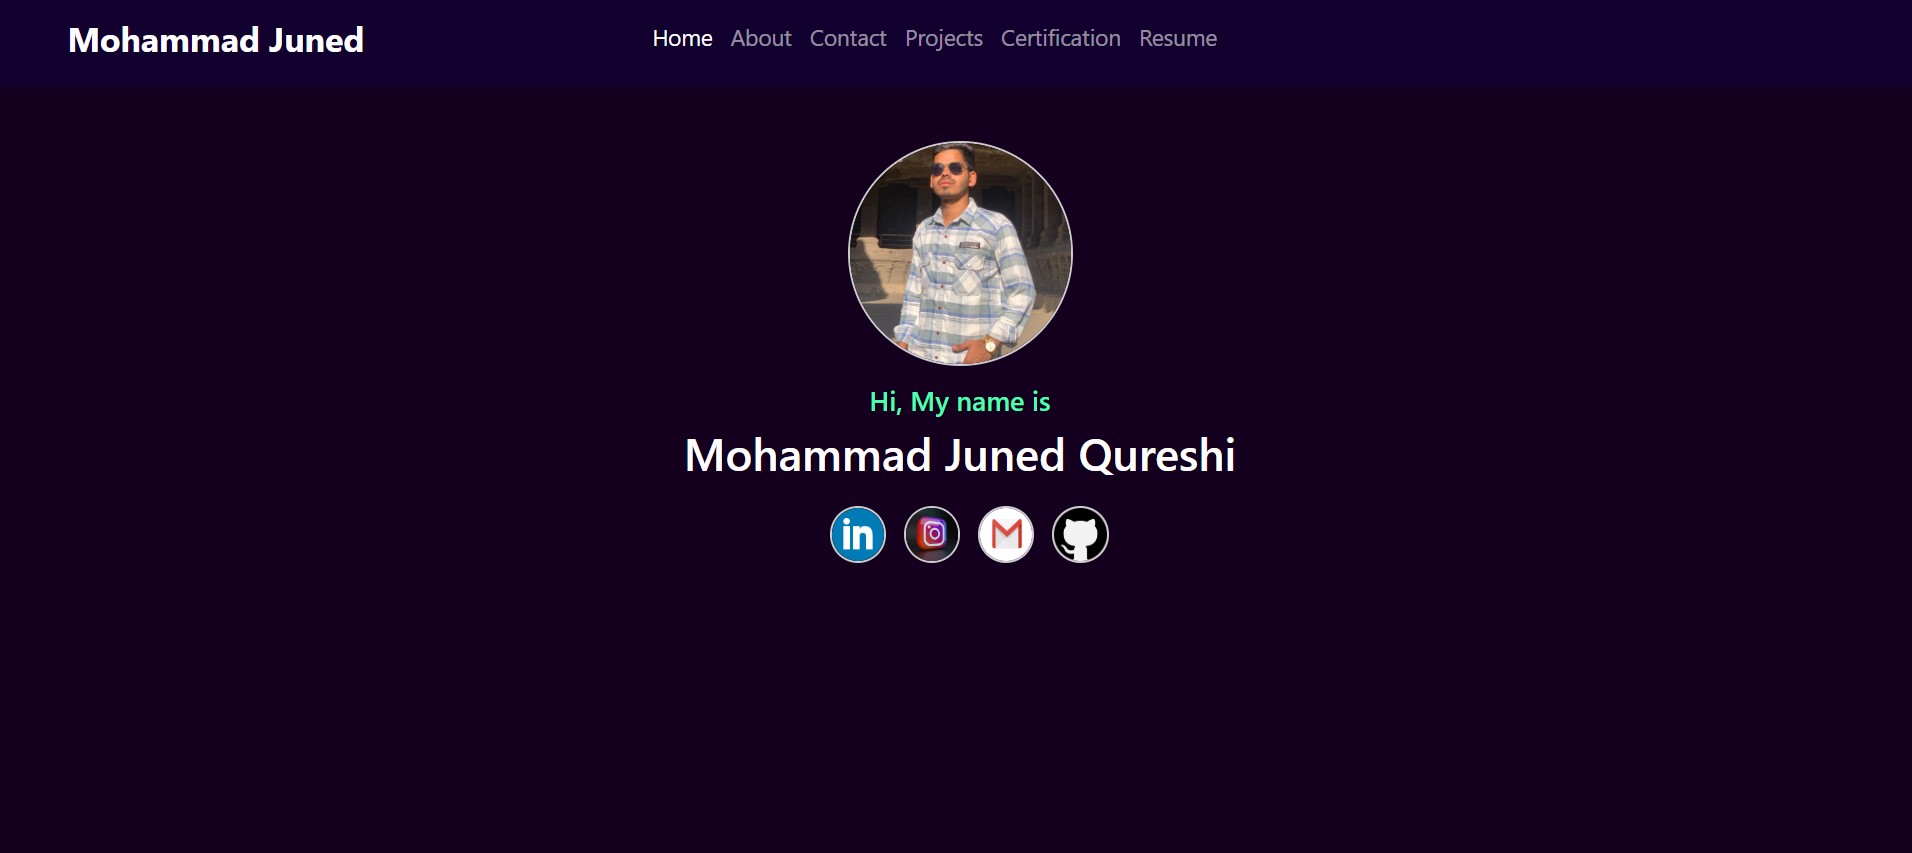 Mohammad Juned
Home About Contact Projects Certification Resume
Hi, My name is
Mohammad Juned Qureshi
in